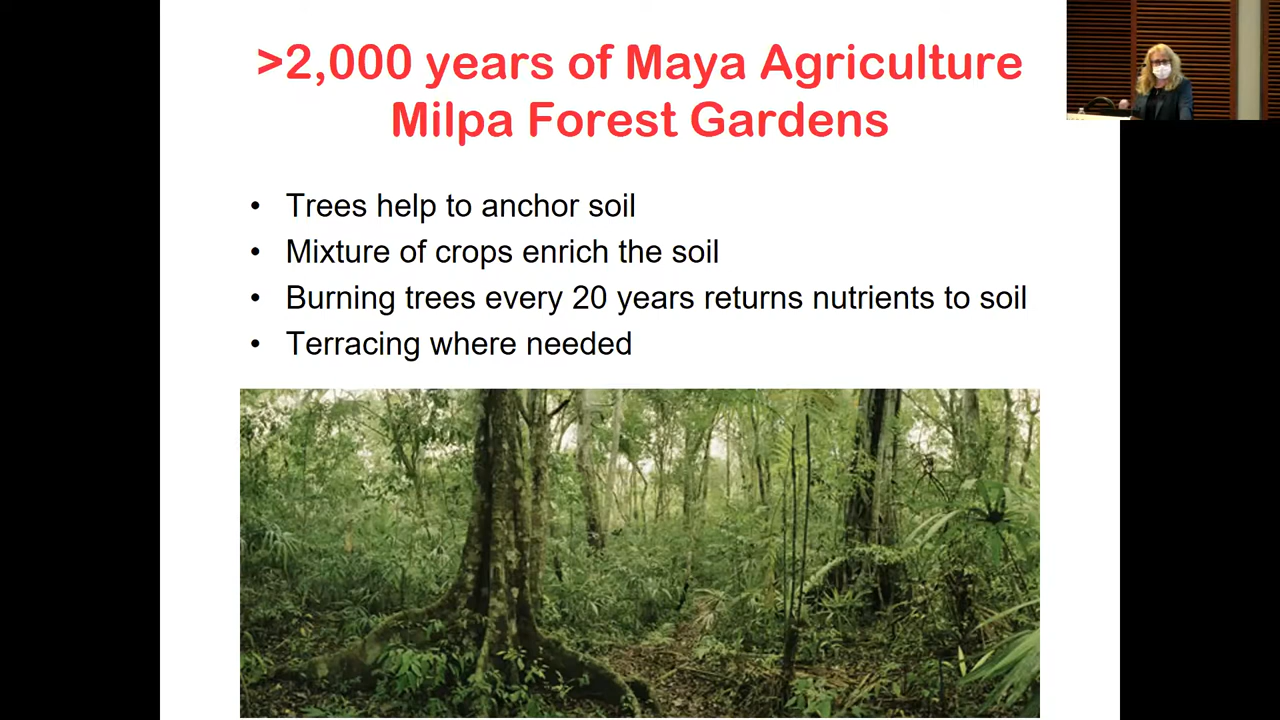 >2,000 years of Maya Agriculture
Milpa Forest Gardens
• Trees help to anchor soil
• Mixture of crops enrich the soil
• Burning trees every 20 years returns nutrients to soil
• Terracing where needed